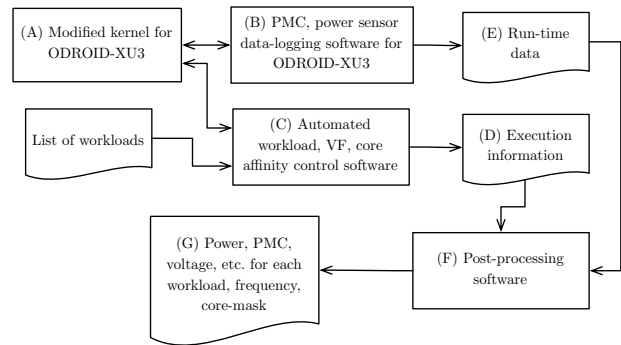 (A) Modified kernel for
ODROID-XU3
(B) PMC, power sensor
data-logging software for
ODROID-XU3
(E) Run-time
data
List of workloads
(C) Automated
workload, VF, core
affinity control software
(D) Execution
information
(G) Power, PMC,
voltage, etc. for each
workload, frequency,
core-mask
(F) Post-processing
software